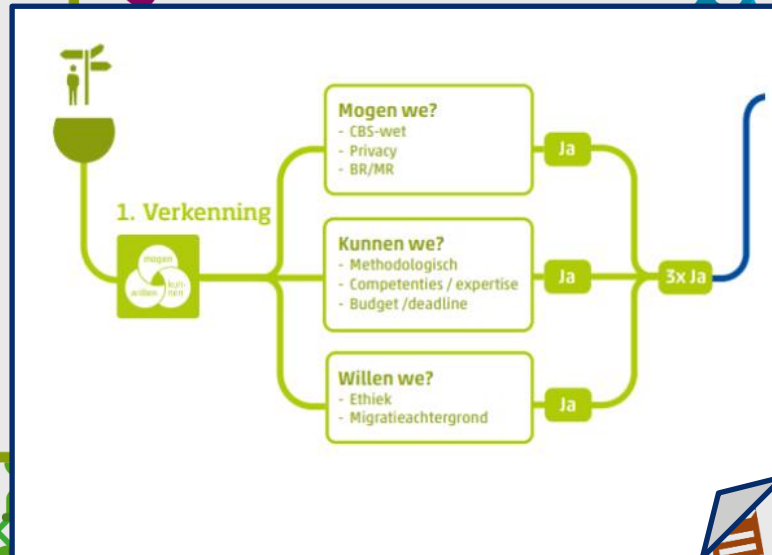 1. Verkenning
mogen
willen
kun-
nen
Mogen we?
- CBS-wet
- Privacy
- BR/MR
Ja
Kunnen we?
- Methodologisch
- Competenties / expertise
- Budget /deadline
Ja
Willen we?
- Ethiek
- Migratieachtergrond
Ja
3x Ja